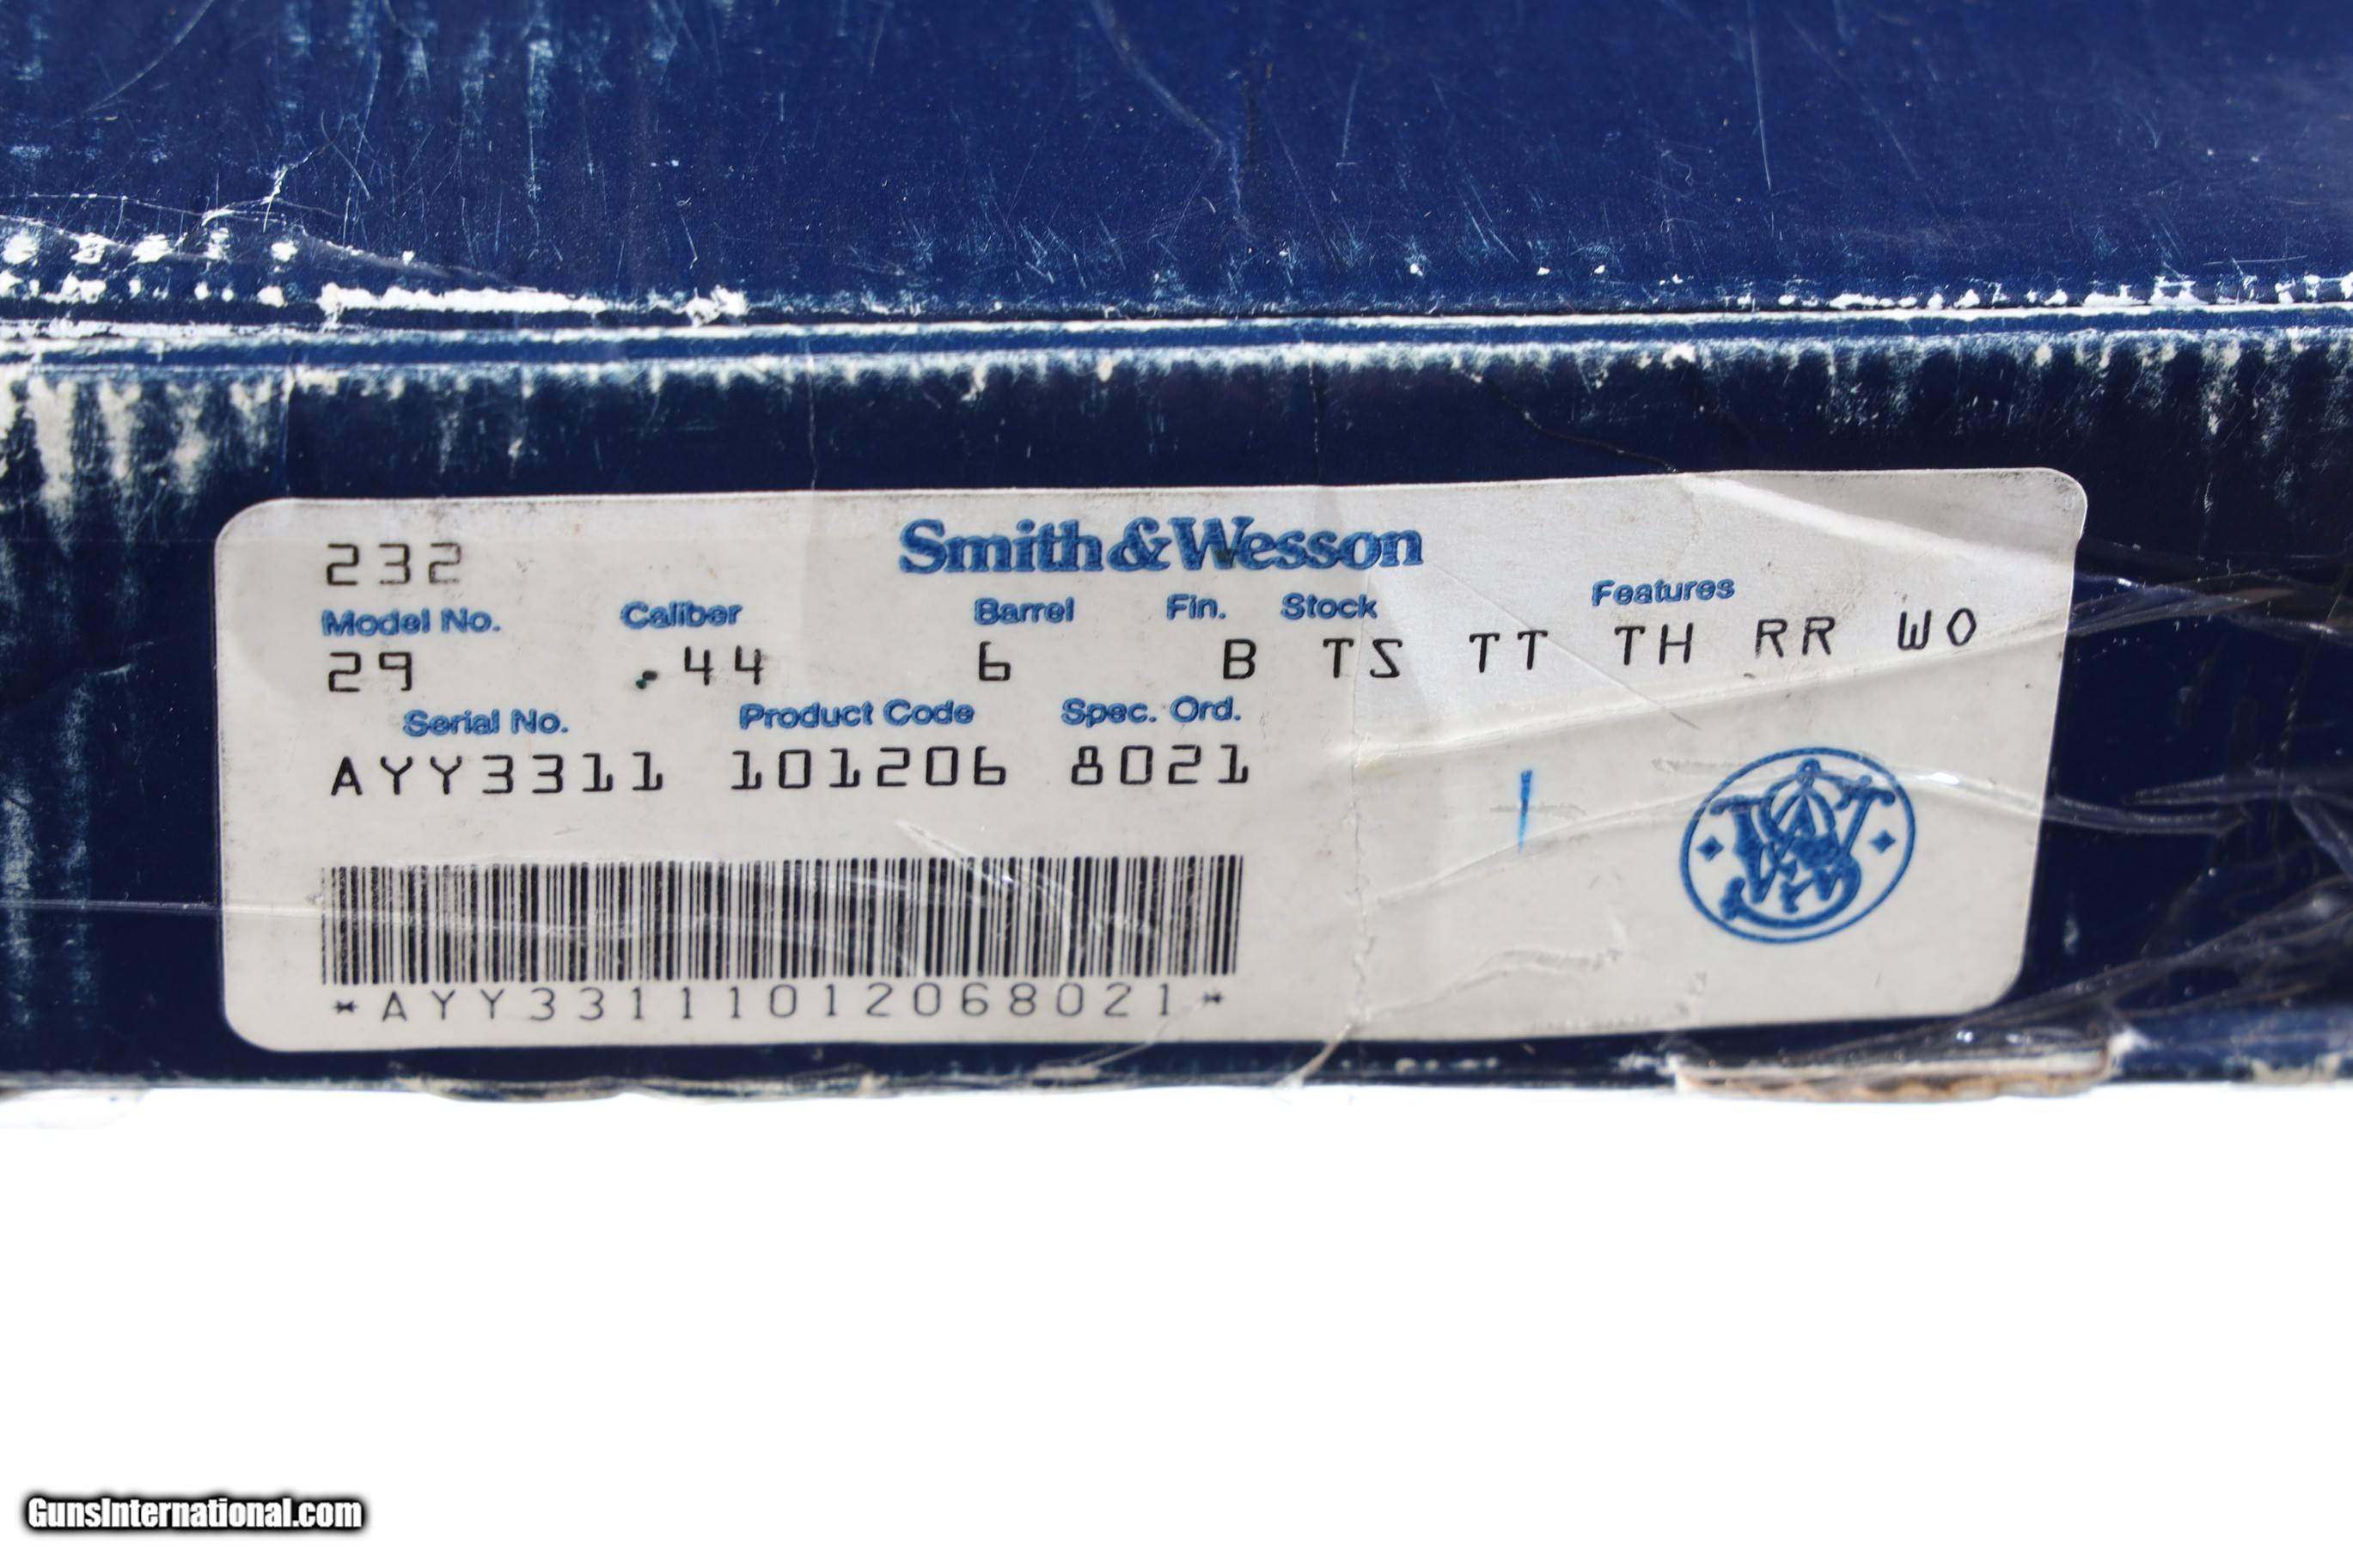 232
Smith & Wesson
Model No. Caliber Barrel Fin. Stock Features
29 .44 6 B TS TT TH RR WO
Serial No. Product Code Spec. Ord.
AYY3311 101206 8021
*AYY33111012068021*
GunsInternational.com